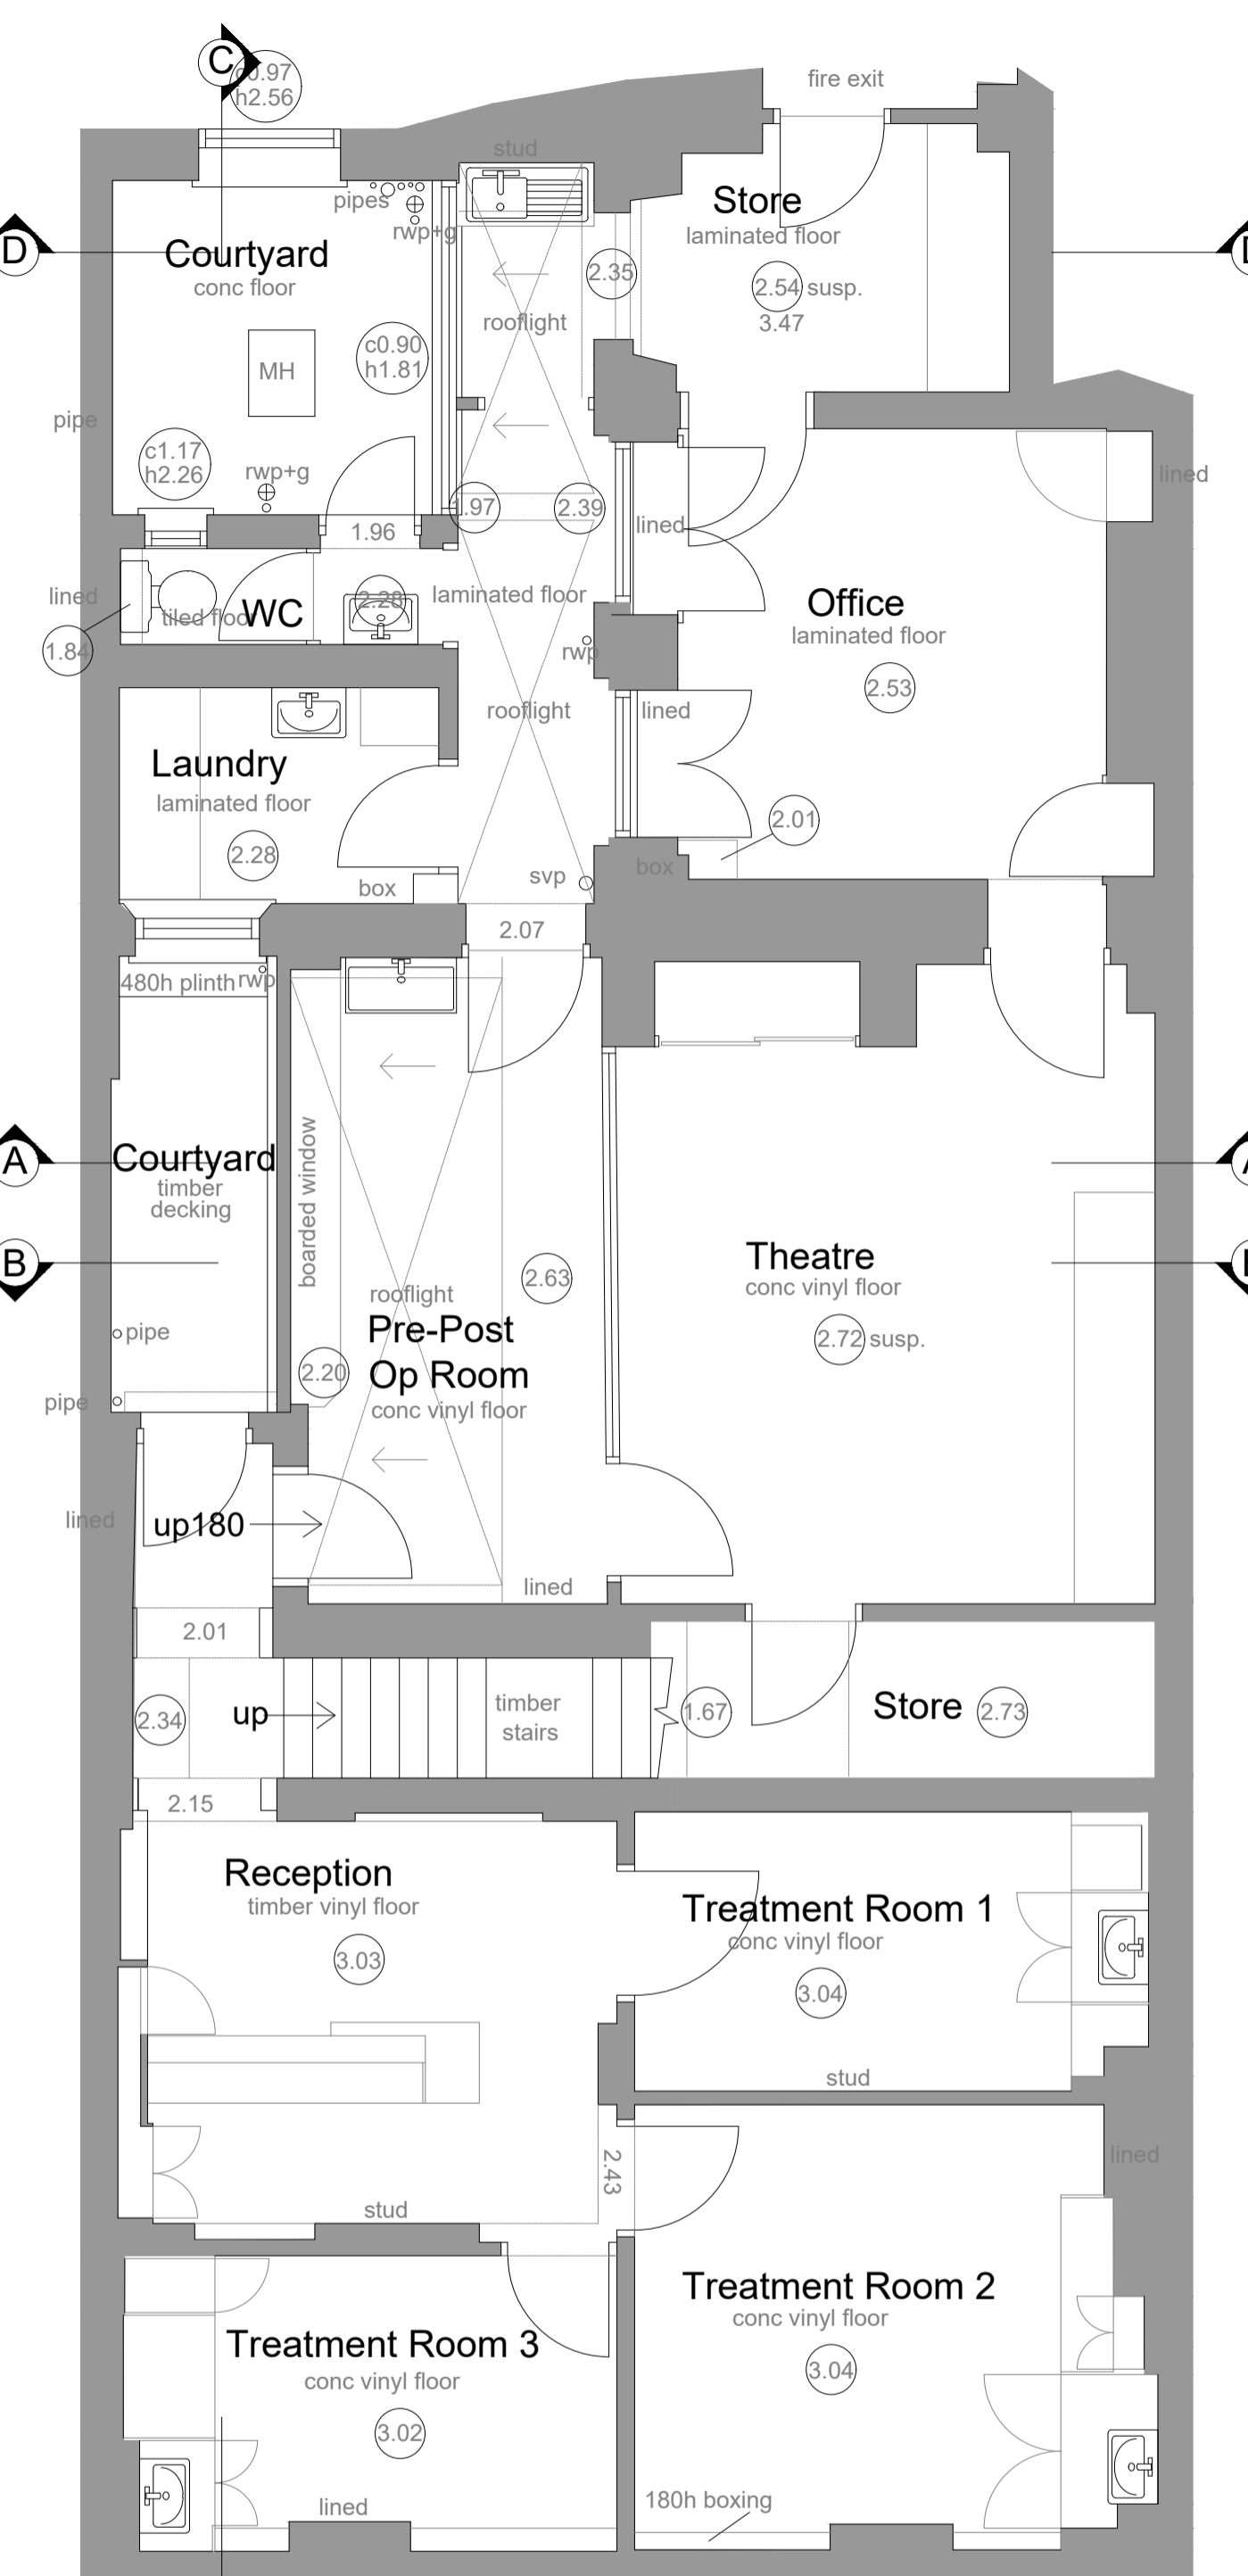 C
c0.97
h2.56
fire exit
stud
pipes
rwp+g
Store
laminated floor
D
Courtyard
conc floor
2.35
2.54 susp.
3.47
rooflight
c0.90
h1.81
MH
pipe
c1.17
h2.26
rwp+g
lined
1.97
2.39
lined
1.96
lined
tiled floor
WC
2.28
laminated floor
Office
laminated floor
1.84
rwp
2.53
rooflight
lined
Laundry
laminated floor
2.01
2.28
box
svp
box
2.07
480h plinth
rwp
boarded window
A
Courtyard
timber
decking
B
Theatre
conc vinyl floor
2.63
rooflight
Pre-Post
Op Room
conc vinyl floor
2.72 susp.
pipe
2.20
pipe
lined
up180
lined
2.01
2.34
up
timber
stairs
1.67
Store
2.73
2.15
Reception
timber vinyl floor
3.03
Treatment Room 1
conc vinyl floor
3.04
stud
2.43
lined
stud
Treatment Room 2
conc vinyl floor
3.04
Treatment Room 3
conc vinyl floor
3.02
180h boxing
lined